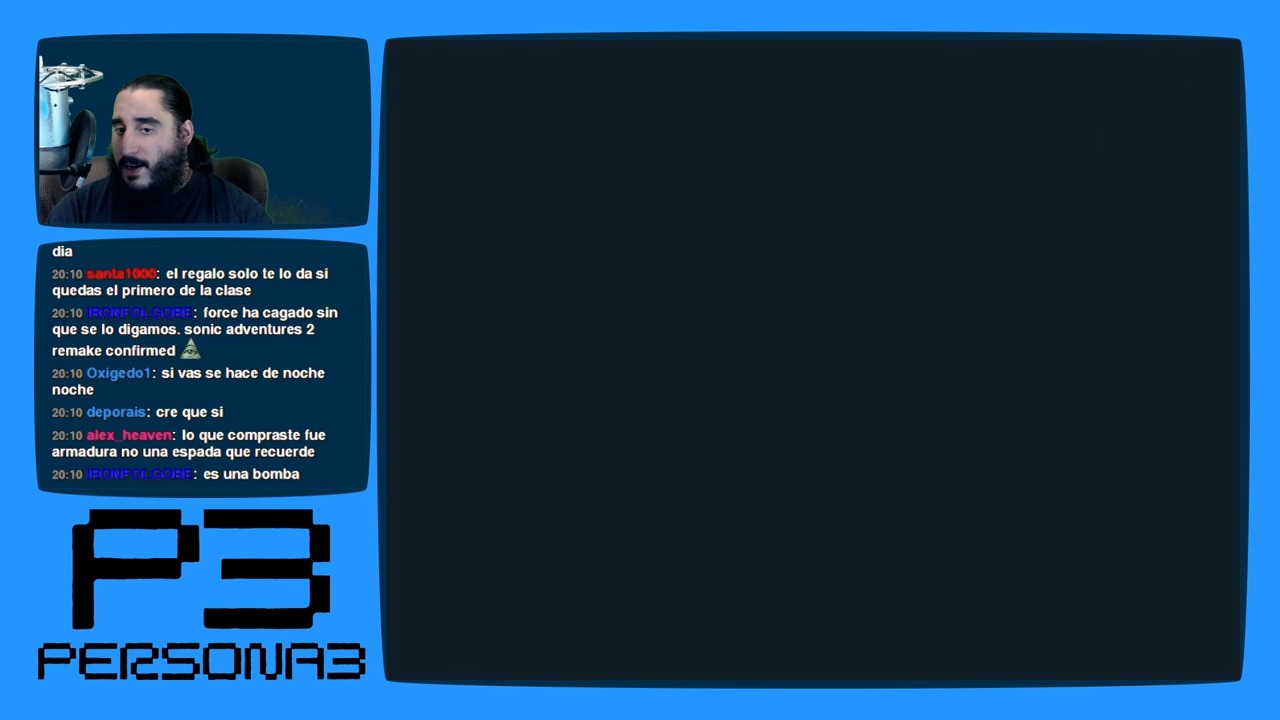 dia
20:10 santa1000: el regalo solo te lo da si
quedas el primero de la clase
20:10 IRONFOLGORE: force ha cagado sin
que se lo digamos. sonic adventures 2
remake confirmed
20:10 Oxigedo1: si vas se hace de noche
noche
20:10 deporais: cre que si
20:10 alex_heaven: lo que compraste fue
armadura no una espada que recuerde
20:10 IRONFOLGORE: es una bomba
P3
PERSONA3